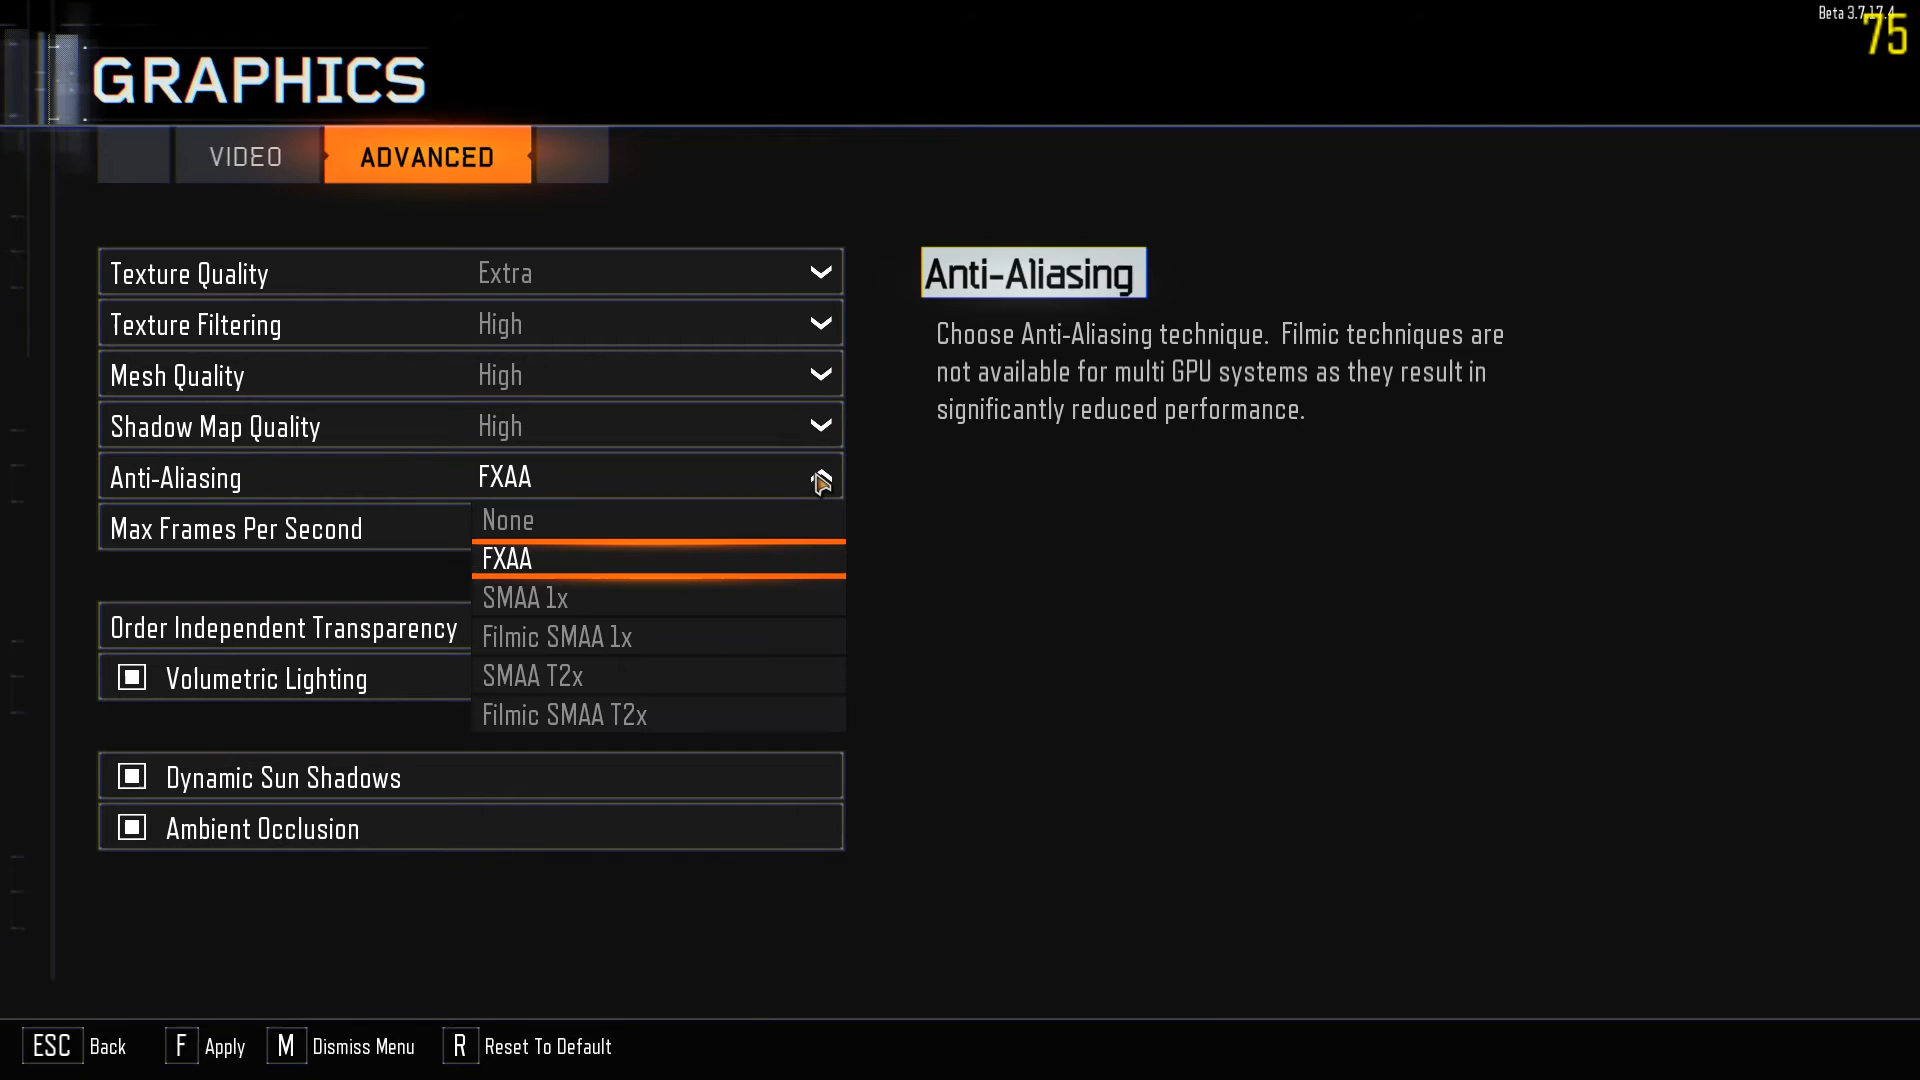 Beta 3.7.17.4
75
GRAPHICS
VIDEO
ADVANCED
Texture Quality Extra
Texture Filtering High
Mesh Quality High
Shadow Map Quality High
Anti-Aliasing FXAA
None
FXAA
SMAA 1x
Filmic SMAA 1x
SMAA T2x
Filmic SMAA T2x
Max Frames Per Second
Order Independent Transparency
Volumetric Lighting
Dynamic Sun Shadows
Ambient Occlusion
Anti-Aliasing
Choose Anti-Aliasing technique. Filmic techniques are
not available for multi GPU systems as they result in
significantly reduced performance.
ESC Back F Apply M Dismiss Menu R Reset To Default